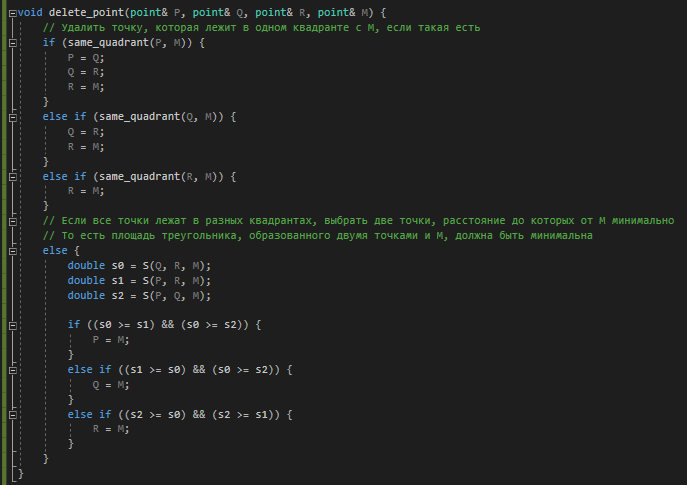 void delete_point(point& P, point& Q, point& R, point& M) {
// Удалить точку, которая лежит в одном квадранте с M, если такая есть
if (same_quadrant(P, M)) {
P = Q;
Q = R;
R = M;
}
else if (same_quadrant(Q, M)) {
Q = R;
R = M;
}
else if (same_quadrant(R, M)) {
R = M;
}
// Если все точки лежат в разных квадрантах, выбрать две точки, расстояние до которых от M минимально
// То есть площадь треугольника, образованного двумя точками и M, должна быть минимальна
else {
double s0 = S(Q, R, M);
double s1 = S(P, R, M);
double s2 = S(P, Q, M);
if ((s0 >= s1) && (s0 >= s2)) {
P = M;
}
else if ((s1 >= s0) && (s0 >= s2)) {
Q = M;
}
else if ((s2 >= s0) && (s2 >= s1)) {
R = M;
}
}
}